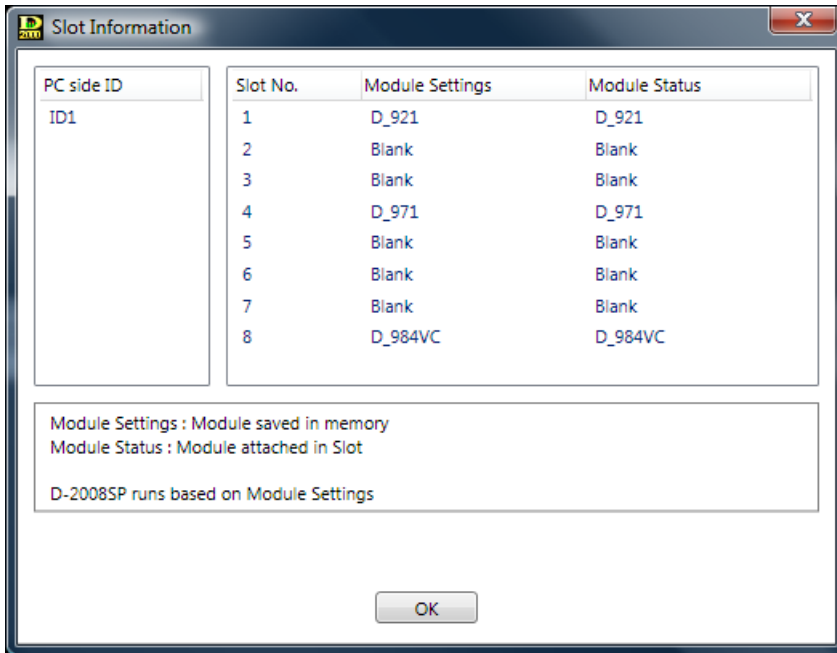 D 2000
Slot Information
X
PC side ID
ID1
Slot No. Module Settings Module Status
1 D_921 D_921
2 Blank Blank
3 Blank Blank
4 D_971 D_971
5 Blank Blank
6 Blank Blank
7 Blank Blank
8 D_984VC D_984VC
Module Settings : Module saved in memory
Module Status : Module attached in Slot
D-2008SP runs based on Module Settings
OK